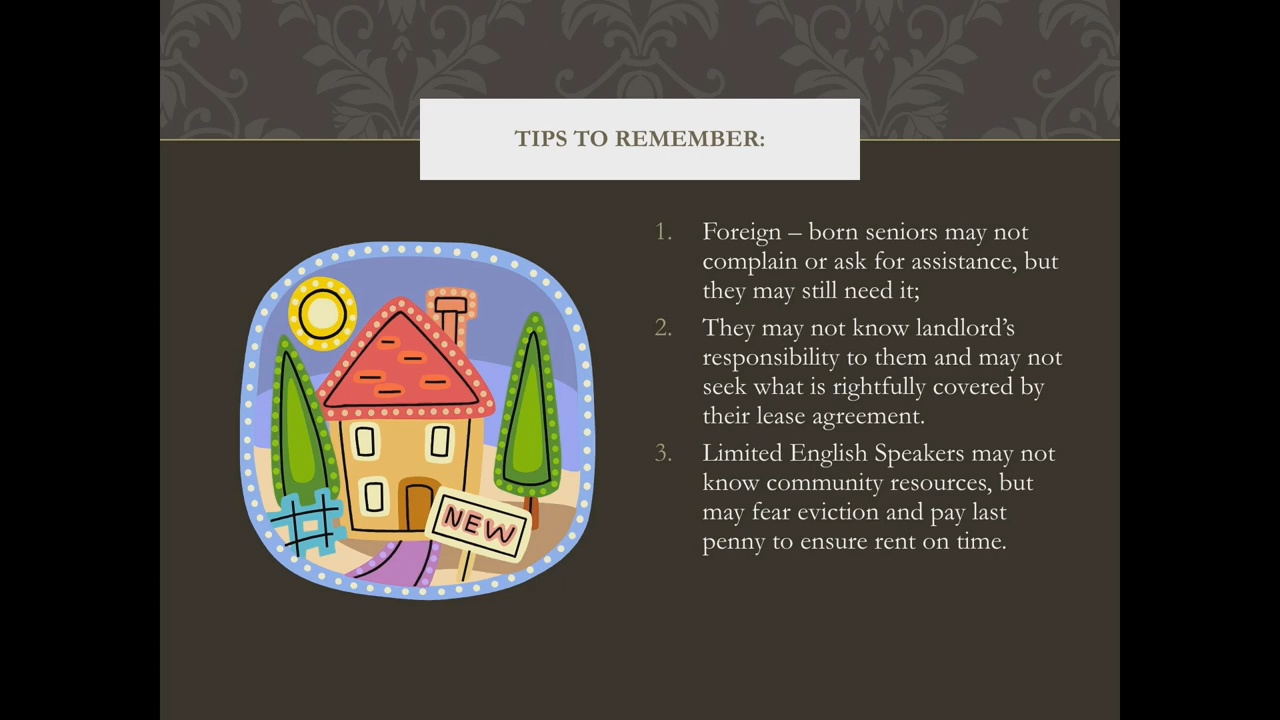 TIPS TO REMEMBER:
1. Foreign – born seniors may not
complain or ask for assistance, but
they may still need it;
2. They may not know landlord’s
responsibility to them and may not
seek what is rightfully covered by
their lease agreement.
3. Limited English Speakers may not
know community resources, but
may fear eviction and pay last
penny to ensure rent on time.
NEW